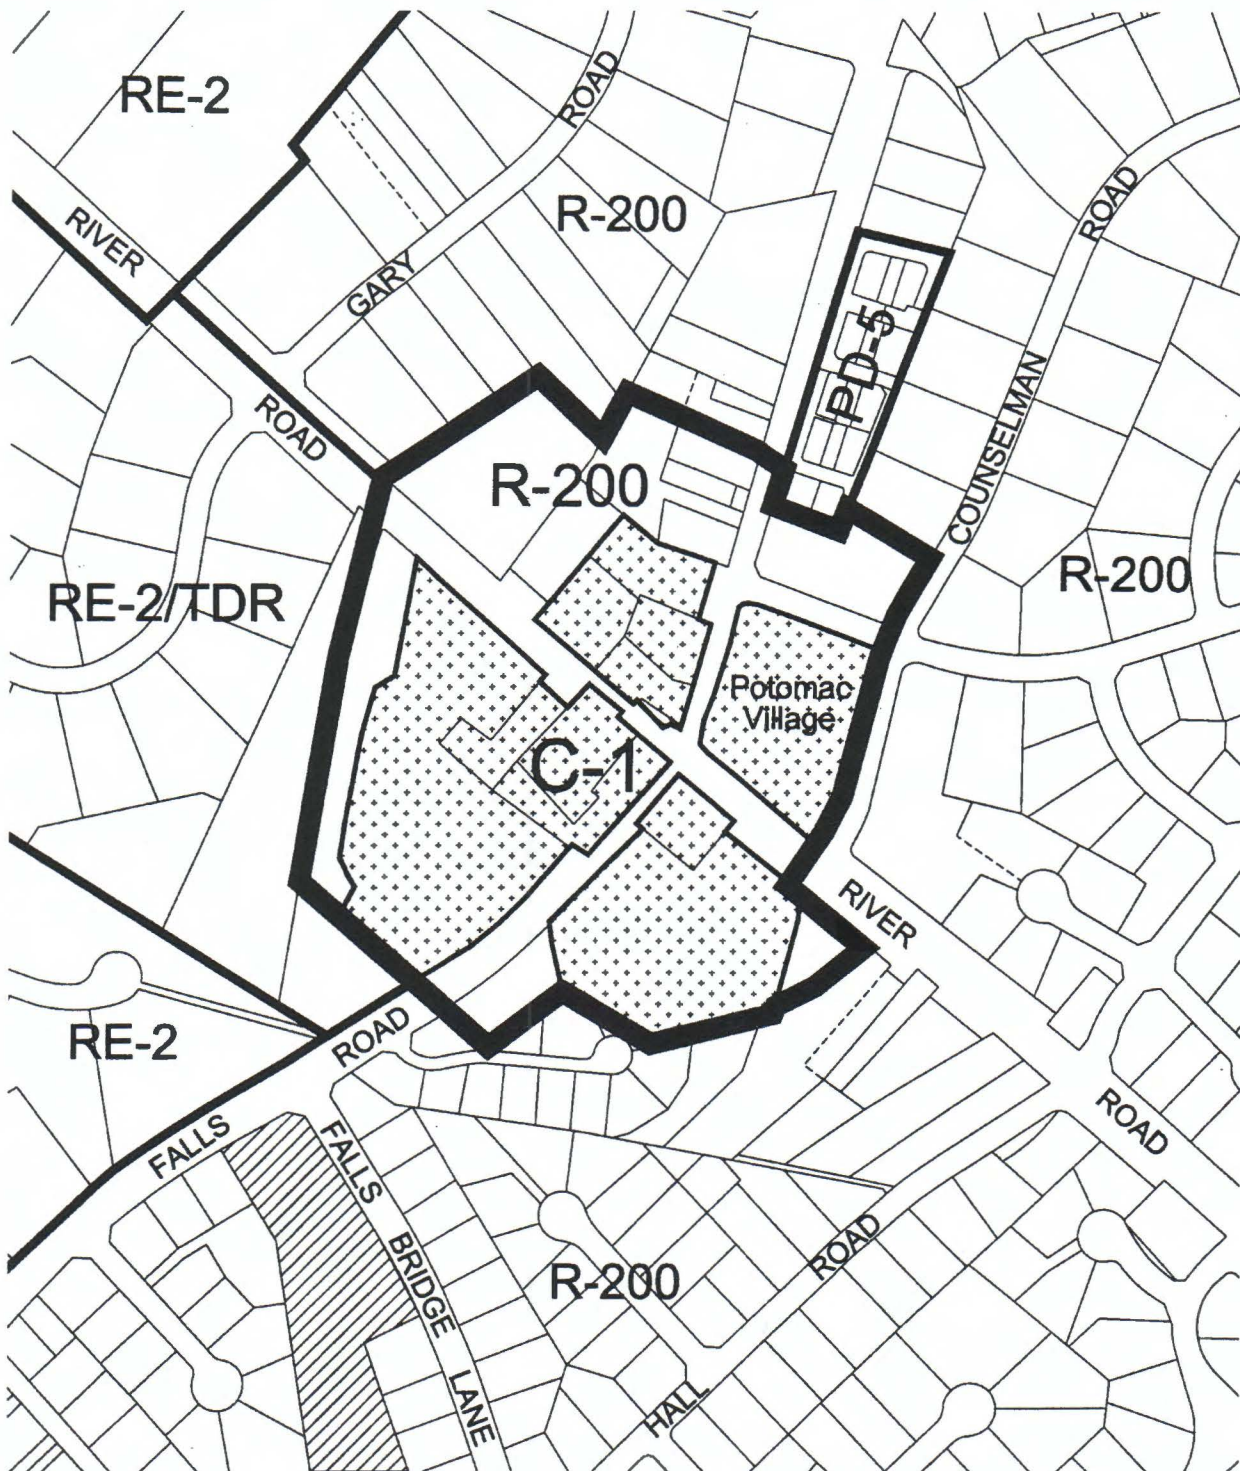 RE-2
ROAD
R-200
RIVER
GARY
ROAD
PD-5
ROAD
COUNSELMAN
R-200
R-200
RE-2/TDR
Potomac
Village
C-1
RIVER
RE-2
ROAD
FALLS
FALLS
BRIDGE
LANE
ROAD
R-200
ROAD
HALL